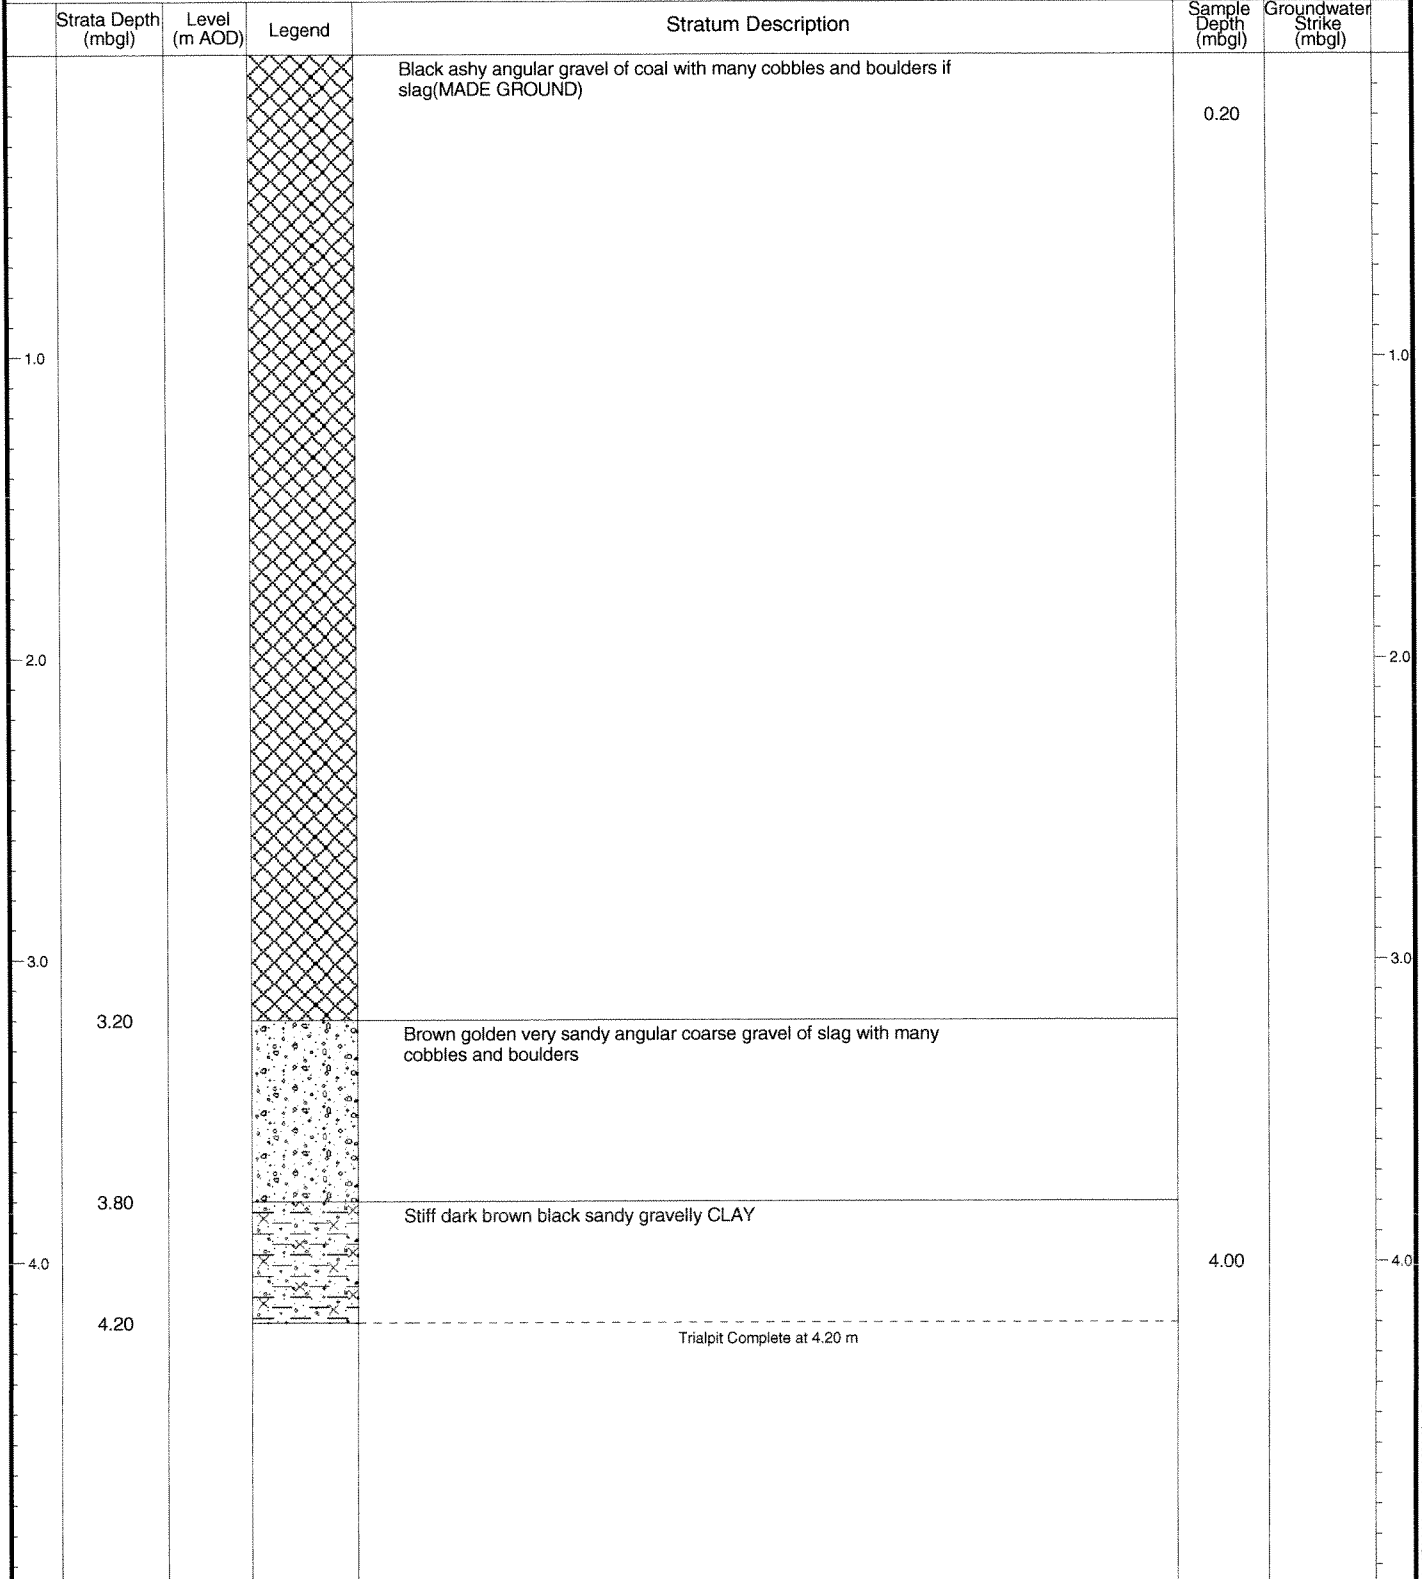 Strata Depth
(mbgl)
Level
(m AOD)
Legend
Stratum Description
Sample
Depth
(mbgl)
Groundwater
Strike
(mbgl)
Black ashy angular gravel of coal with many cobbles and boulders if
slag(MADE GROUND)
0.20
1.0
1.0
2.0
2.0
3.0
3.0
3.20
Brown golden very sandy angular coarse gravel of slag with many
cobbles and boulders
3.80
Stiff dark brown black sandy gravelly CLAY
4.0
4.00
4.0
4.20
Trialpit Complete at 4.20 m